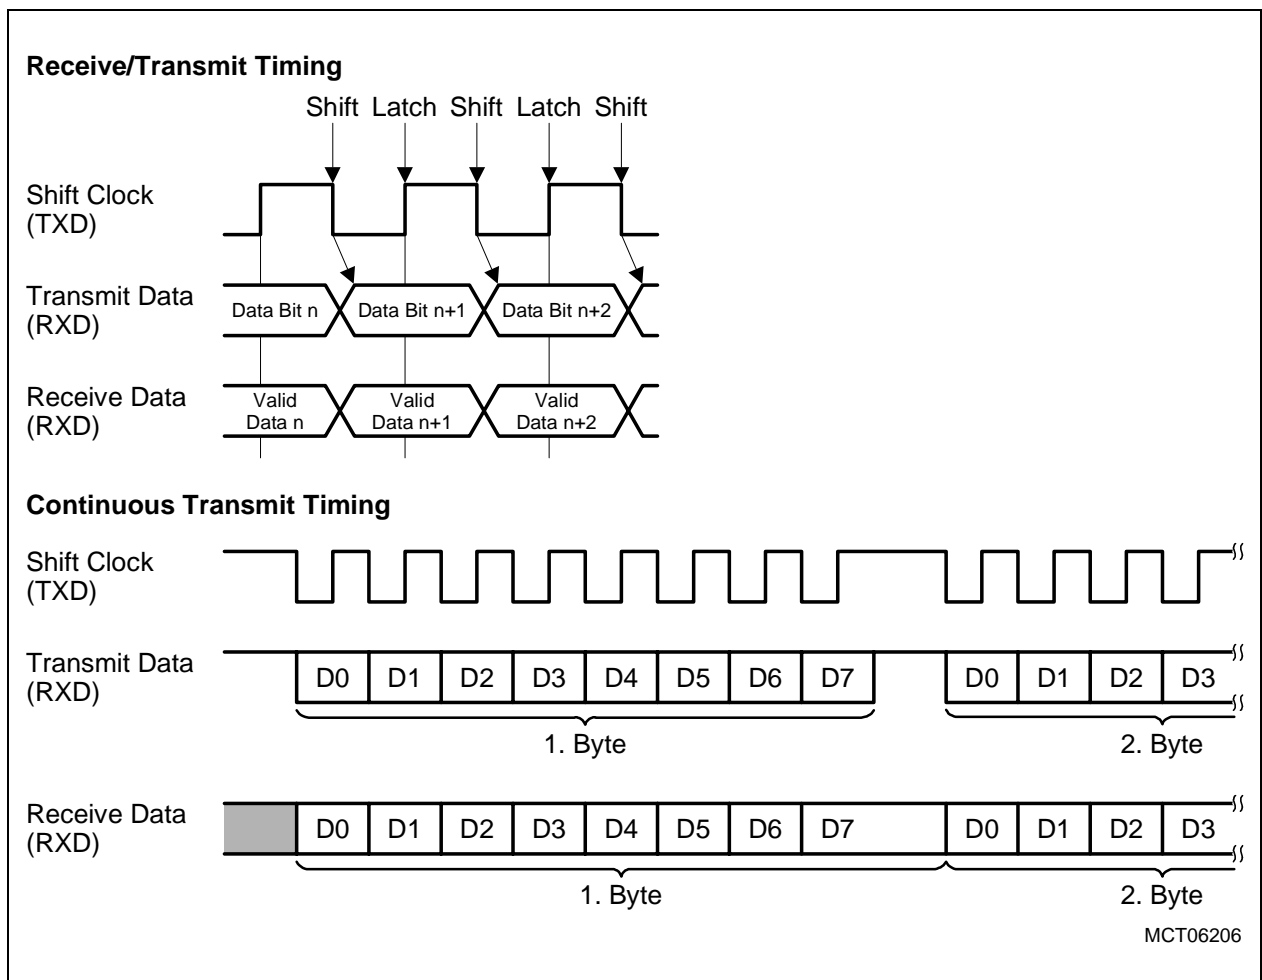 Receive/Transmit Timing
Shift Latch Shift Latch Shift
Shift Clock
(TXD)
Transmit Data
(RXD)
Data Bit n Data Bit n+1 Data Bit n+2
Receive Data
(RXD)
Valid Valid Valid
Data n Data n+1 Data n+2
Continuous Transmit Timing
Shift Clock
(TXD)
Transmit Data
(RXD)
D0 D1 D2 D3 D4 D5 D6 D7 D0 D1 D2 D3
1. Byte 2. Byte
Receive Data
(RXD)
D0 D1 D2 D3 D4 D5 D6 D7 D0 D1 D2 D3
1. Byte 2. Byte
MCT06206